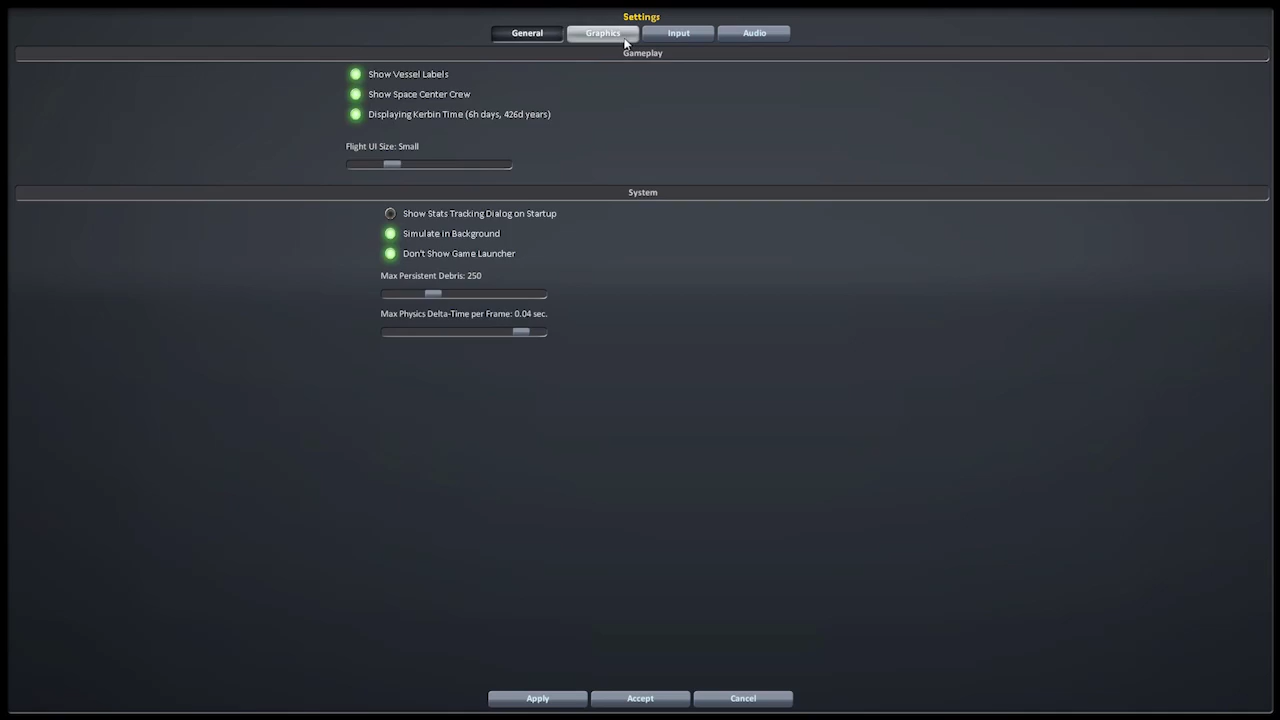 Settings
General
Graphics
Input
Audio
Gameplay
Show Vessel Labels
Show Space Center Crew
Displaying Kerbin Time (6h days, 426d years)
Flight UI Size: Small
System
Show Stats Tracking Dialog on Startup
Simulate in Background
Don't Show Game Launcher
Max Persistent Debris: 250
Max Physics Delta-Time per Frame: 0.04 sec.
Apply
Accept
Cancel